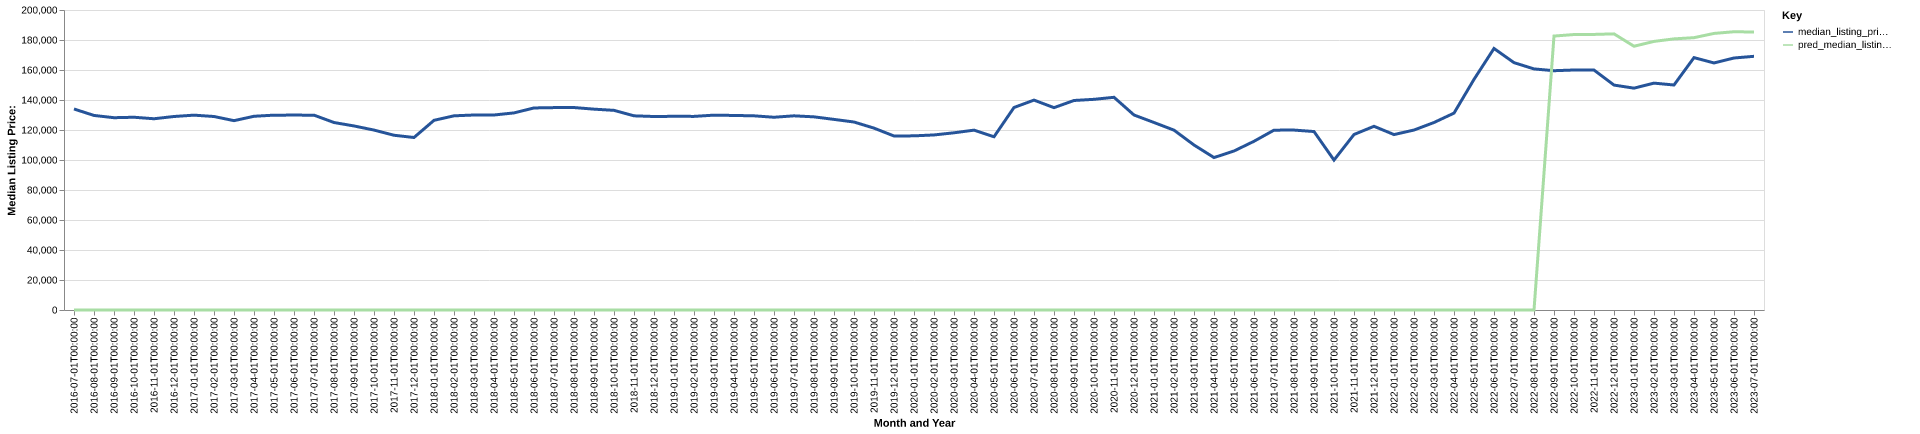 200,000
180,000
160,000
140,000
120,000
100,000
80,000
60,000
40,000
20,000
0
Median Listing Price:
2016-07-01T00:00:00
2016-08-01T00:00:00
2016-09-01T00:00:00
2016-10-01T00:00:00
2016-11-01T00:00:00
2016-12-01T00:00:00
2017-01-01T00:00:00
2017-02-01T00:00:00
2017-03-01T00:00:00
2017-04-01T00:00:00
2017-05-01T00:00:00
2017-06-01T00:00:00
2017-07-01T00:00:00
2017-08-01T00:00:00
2017-09-01T00:00:00
2017-10-01T00:00:00
2017-11-01T00:00:00
2017-12-01T00:00:00
2018-01-01T00:00:00
2018-02-01T00:00:00
2018-03-01T00:00:00
2018-04-01T00:00:00
2018-05-01T00:00:00
2018-06-01T00:00:00
2018-07-01T00:00:00
2018-08-01T00:00:00
2018-09-01T00:00:00
2018-10-01T00:00:00
2018-11-01T00:00:00
2018-12-01T00:00:00
2019-01-01T00:00:00
2019-02-01T00:00:00
2019-03-01T00:00:00
2019-04-01T00:00:00
2019-05-01T00:00:00
2019-06-01T00:00:00
2019-07-01T00:00:00
2019-08-01T00:00:00
2019-09-01T00:00:00
2019-10-01T00:00:00
2019-11-01T00:00:00
2019-12-01T00:00:00
2020-01-01T00:00:00
2020-02-01T00:00:00
2020-03-01T00:00:00
2020-04-01T00:00:00
2020-05-01T00:00:00
2020-06-01T00:00:00
2020-07-01T00:00:00
2020-08-01T00:00:00
2020-09-01T00:00:00
2020-10-01T00:00:00
2020-11-01T00:00:00
2020-12-01T00:00:00
2021-01-01T00:00:00
2021-02-01T00:00:00
2021-03-01T00:00:00
2021-04-01T00:00:00
2021-05-01T00:00:00
2021-06-01T00:00:00
2021-07-01T00:00:00
2021-08-01T00:00:00
2021-09-01T00:00:00
2021-10-01T00:00:00
2021-11-01T00:00:00
2021-12-01T00:00:00
2022-01-01T00:00:00
2022-02-01T00:00:00
2022-03-01T00:00:00
2022-04-01T00:00:00
2022-05-01T00:00:00
2022-06-01T00:00:00
2022-07-01T00:00:00
2022-08-01T00:00:00
2022-09-01T00:00:00
2022-10-01T00:00:00
2022-11-01T00:00:00
2022-12-01T00:00:00
2023-01-01T00:00:00
2023-02-01T00:00:00
2023-03-01T00:00:00
2023-04-01T00:00:00
2023-05-01T00:00:00
2023-06-01T00:00:00
2023-07-01T00:00:00
Month and Year
Key
median_listing_pri…
pred_median_listin…